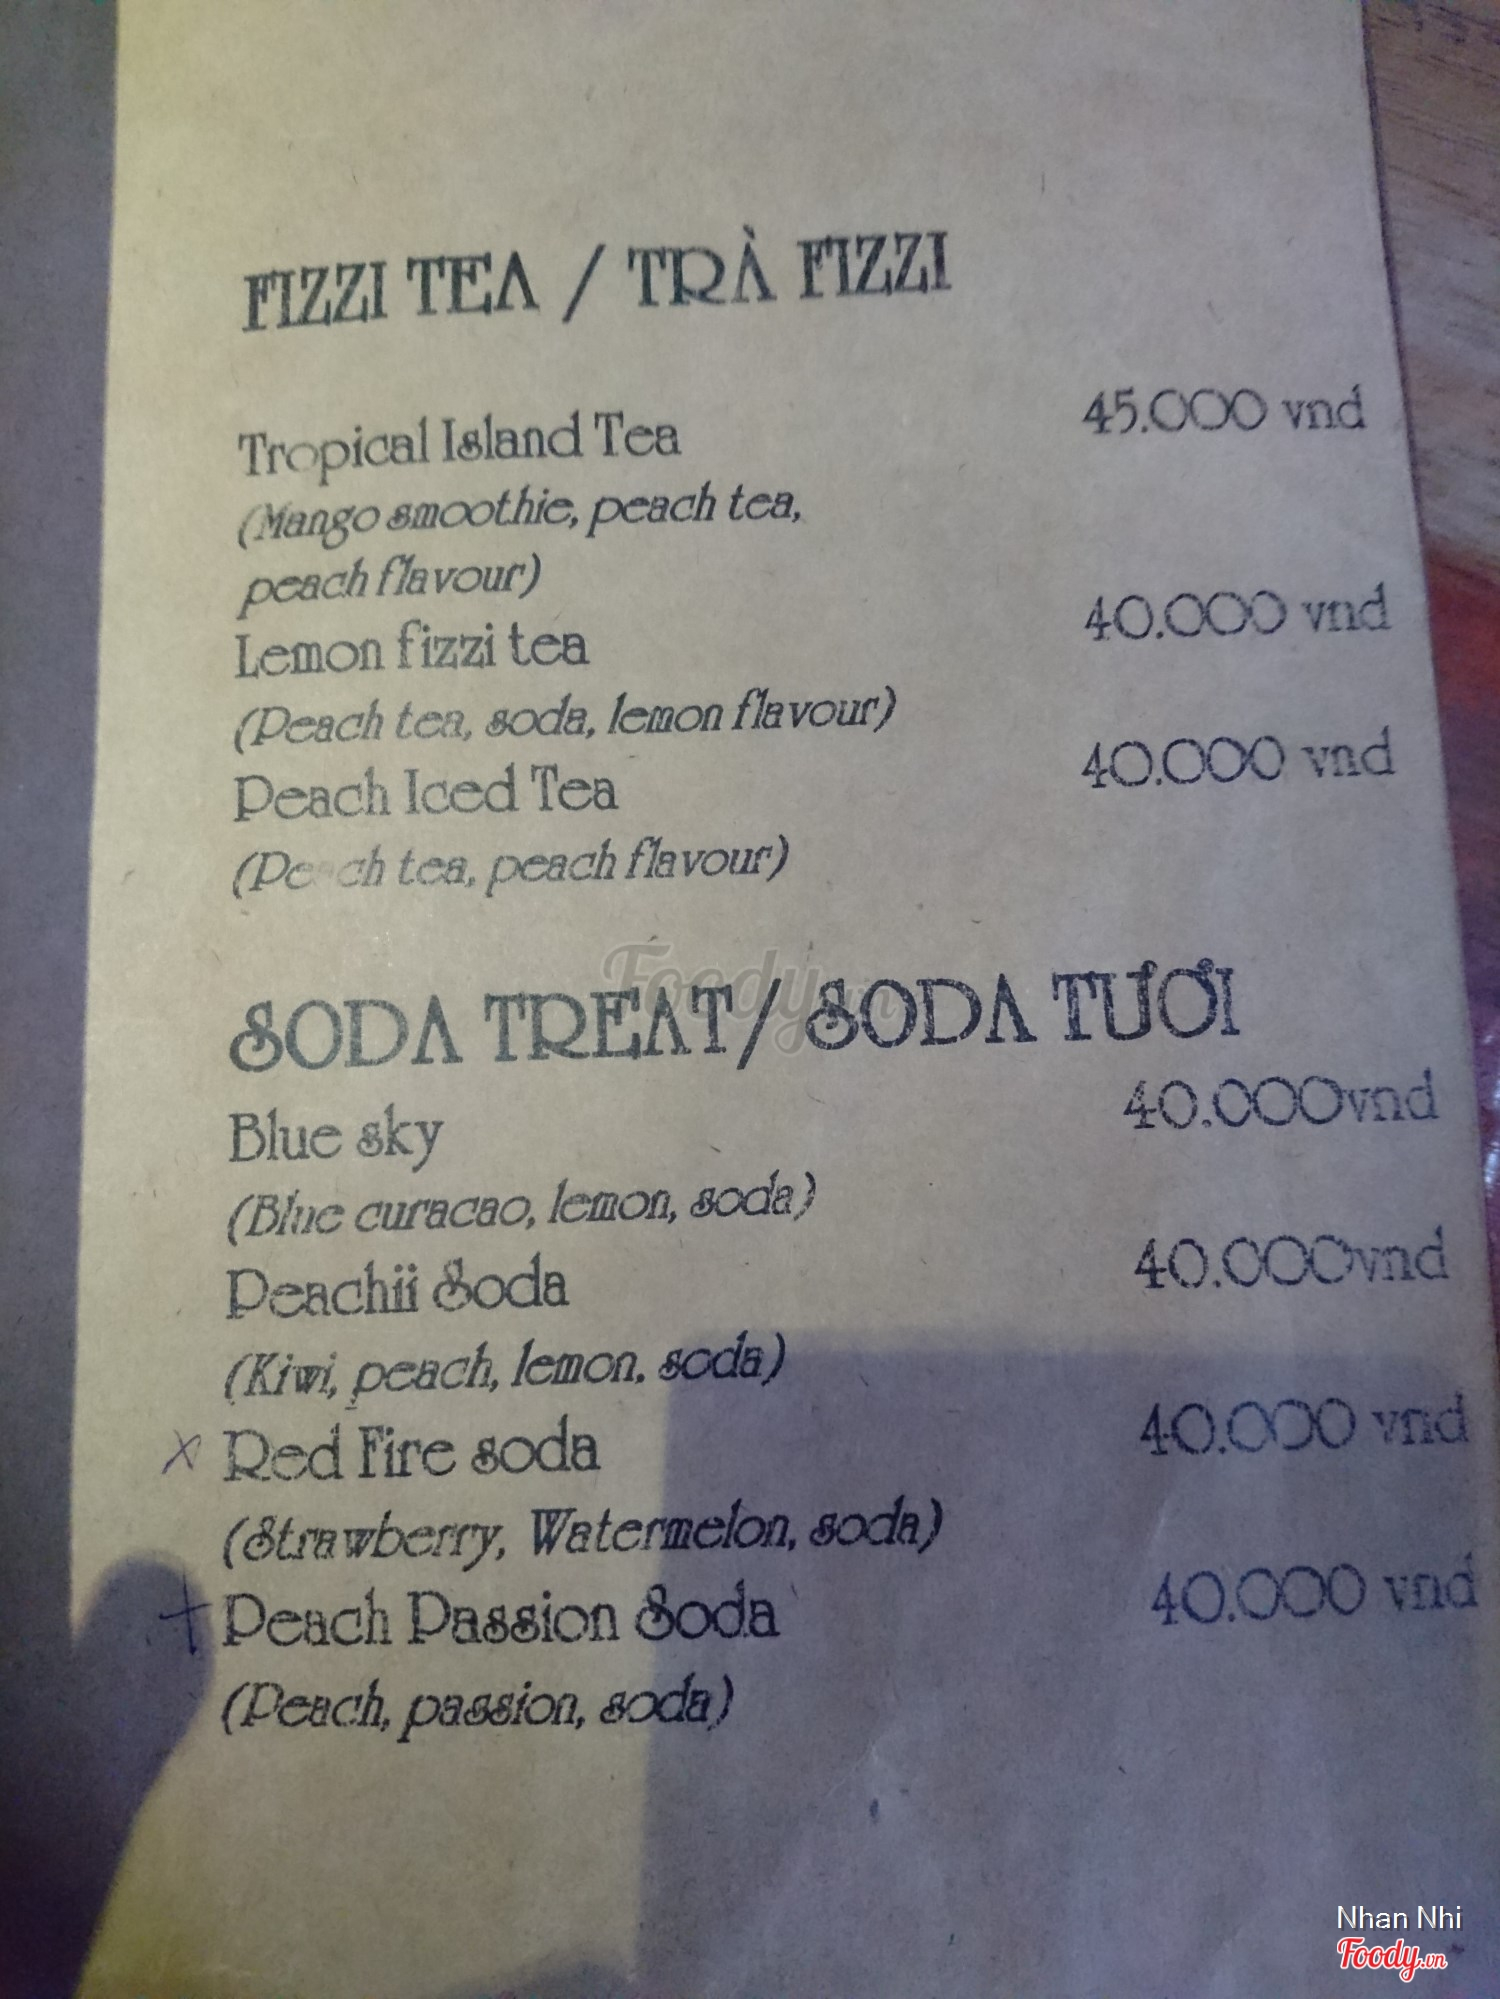 FIZZI TEA / TRÀ FIZZI
Tropical Island Tea 45.000 vnd
(Mango smoothie, peach tea,
peach flavour)
Lemon fizzi tea 40.000 vnd
(Peach tea, soda, lemon flavour)
Peach Iced Tea 40.000 vnd
(Peach tea, peach flavour)
SODA TREAT/ SODA TƯƠI
Blue sky 40.000vnd
(Blue curacao, lemon, soda)
Peachii Soda 40.000vnd
(Kiwi, peach, lemon, soda)
x Red Fire soda 40.000 vnd
(Strawberry, Watermelon, soda)
+ Peach Passion Soda 40.000 vnd
(Peach, passion, soda)
Foody.vn
Nhan Nhi
Foody.vn